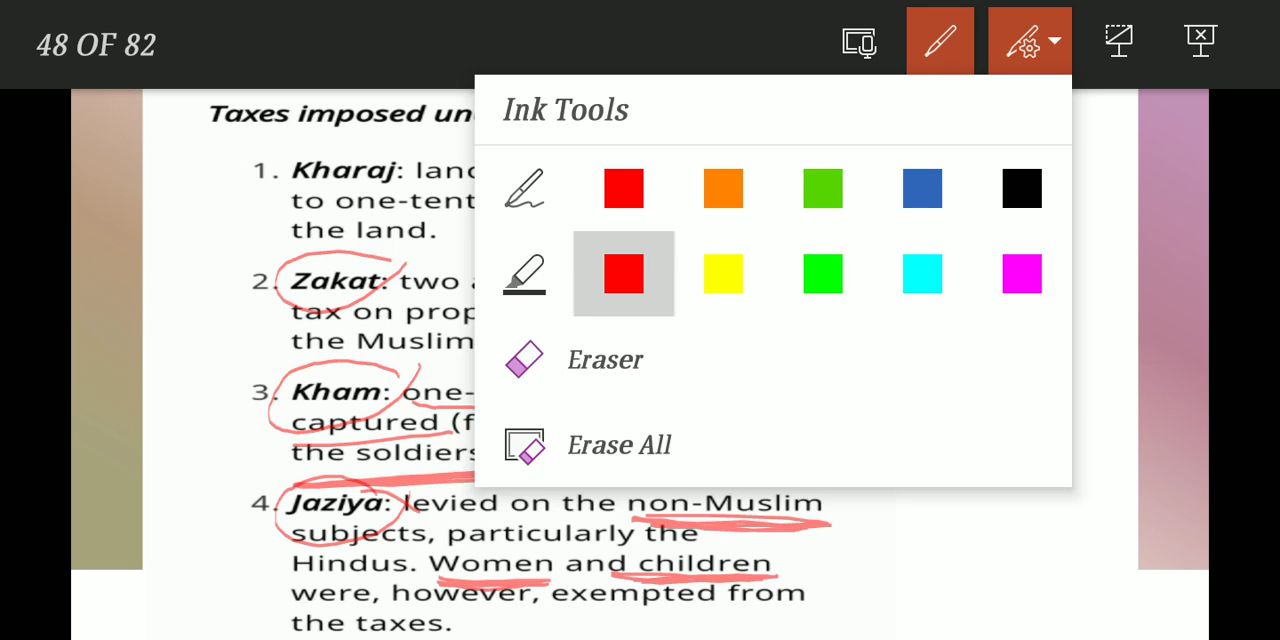 48 OF 82
Taxes imposed un
1. Kharaj: land
to one-tent
the land.
2. Zakat: two
tax on prop
the Muslim
3. Kham: one-
captured (f
the soldiers
4. Jaziya: levied on the non-Muslim
subjects, particularly the
Hindus. Women and children
were, however, exempted from
the taxes.
Ink Tools
Eraser
Erase All